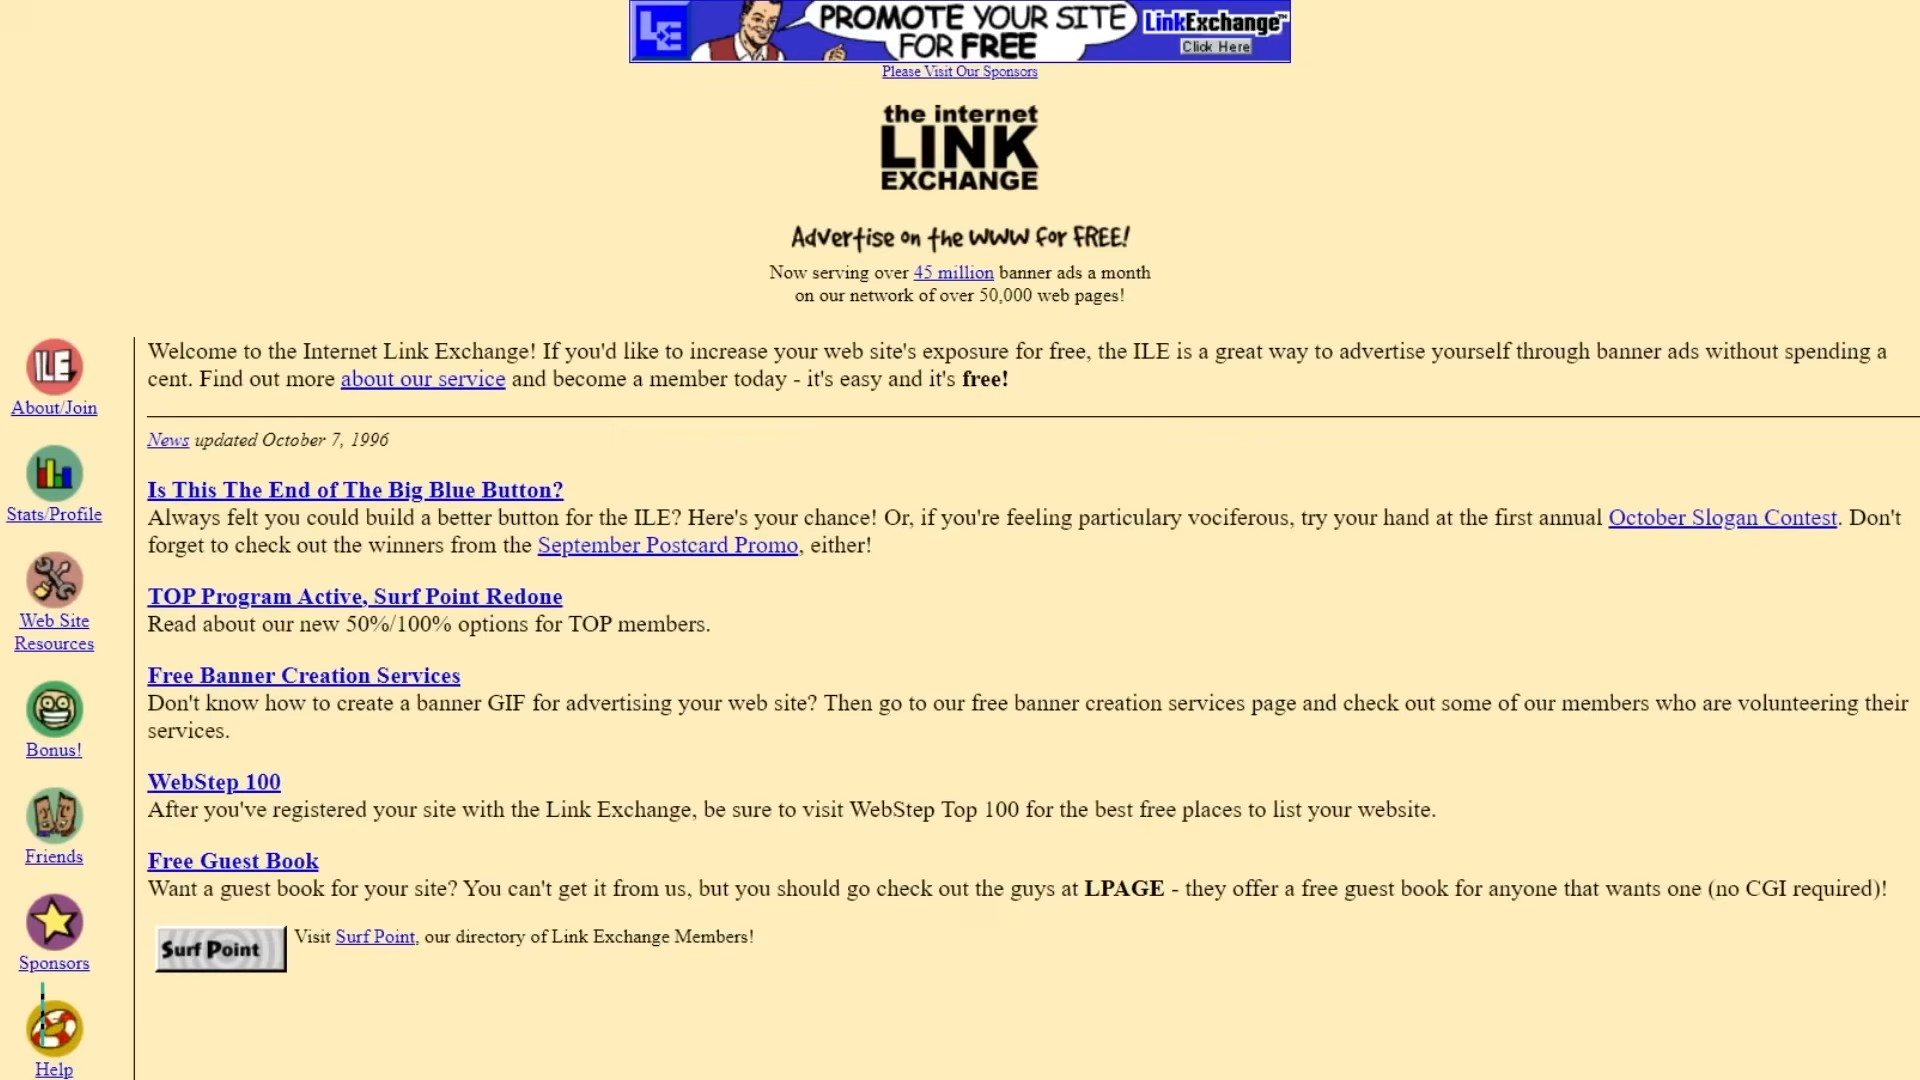 PROMOTE YOUR SITE
FOR FREE
LinkExchange™
Click Here
LE
Please Visit Our Sponsors
the internet
LINK
EXCHANGE
Advertise on the WWW for FREE!
Now serving over 45 million banner ads a month
on our network of over 50,000 web pages!
ILE
About/Join
Stats/Profile
Web Site
Resources
Bonus!
Friends
Sponsors
Help
Welcome to the Internet Link Exchange! If you'd like to increase your web site's exposure for free, the ILE is a great way to advertise yourself through banner ads without spending a
cent. Find out more about our service and become a member today - it's easy and it's free!
News updated October 7, 1996
Is This The End of The Big Blue Button?
Always felt you could build a better button for the ILE? Here's your chance! Or, if you're feeling particulary vociferous, try your hand at the first annual October Slogan Contest. Don't
forget to check out the winners from the September Postcard Promo, either!
TOP Program Active, Surf Point Redone
Read about our new 50%/100% options for TOP members.
Free Banner Creation Services
Don't know how to create a banner GIF for advertising your web site? Then go to our free banner creation services page and check out some of our members who are volunteering their
services.
WebStep 100
After you've registered your site with the Link Exchange, be sure to visit WebStep Top 100 for the best free places to list your website.
Free Guest Book
Want a guest book for your site? You can't get it from us, but you should go check out the guys at LPAGE - they offer a free guest book for anyone that wants one (no CGI required)!
Surf Point
Visit Surf Point, our directory of Link Exchange Members!